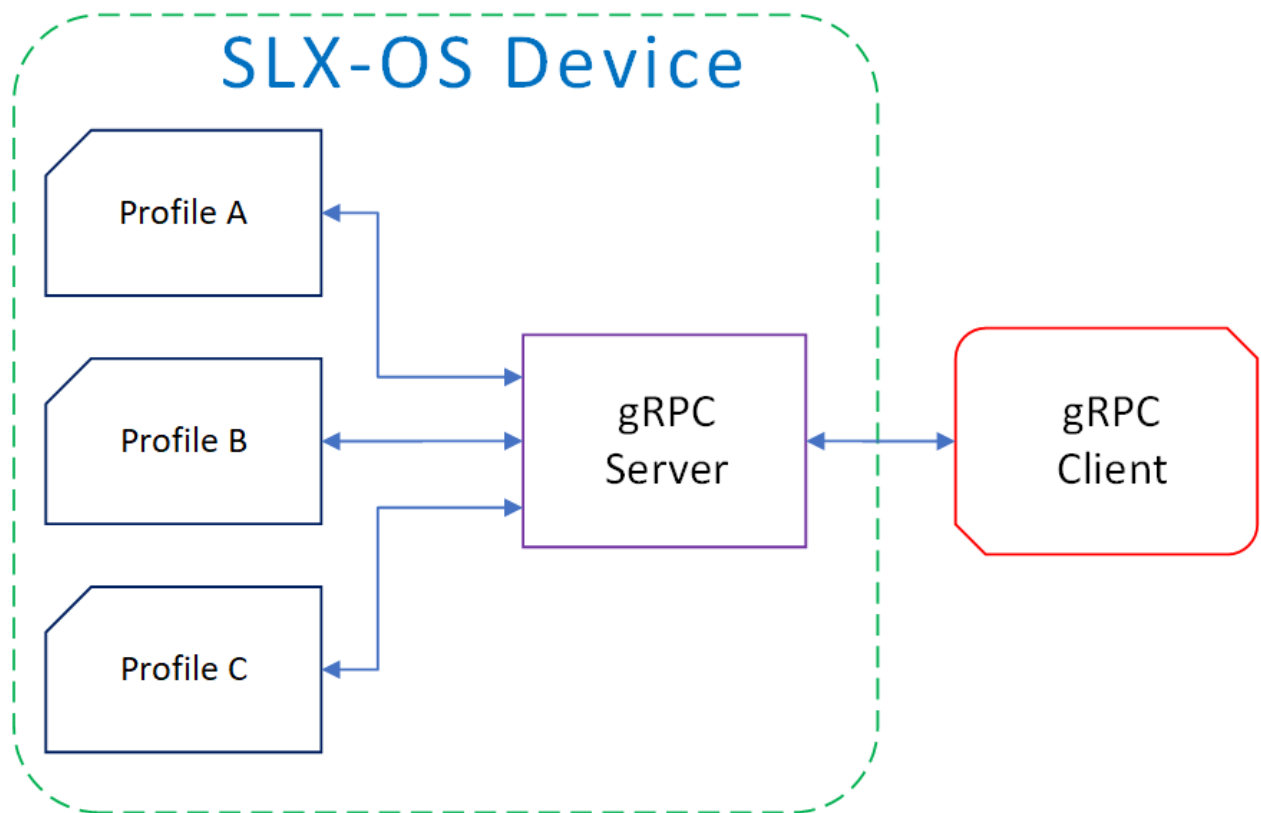 SLX-OS Device
Profile A
Profile B
gRPC
Server
gRPC
Client
Profile C